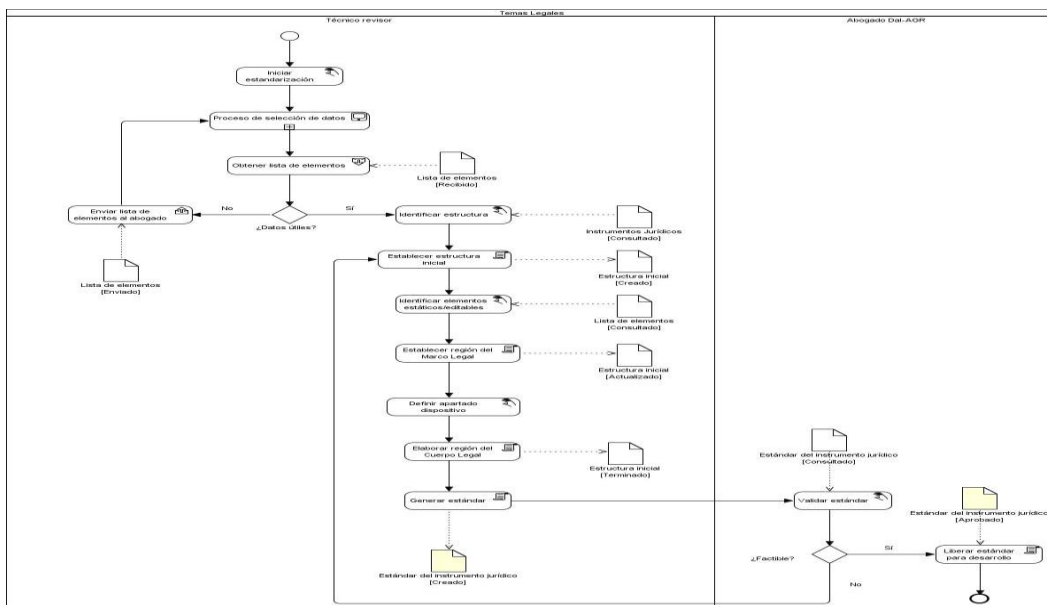 Temas Legales
Técnico revisor
Abogado Dal-AGR
Iniciar
estandarización
Proceso de selección de datos
Obtener lista de elementos
Lista de elementos
[Recibido]
Enviar lista de
elementos al abogado
No
¿Datos útiles?
Sí
Identificar estructura
Instrumentos Jurídicos
[Consultado]
Lista de elementos
[Enviado]
Establecer estructura
inicial
Estructura inicial
[Creado]
Identificar elementos
estáticos/editables
Lista de elementos
[Consultado]
Establecer región del
Marco Legal
Estructura inicial
[Actualizado]
Definir apartado
dispositivo
Elaborar región del
Cuerpo Legal
Estructura inicial
[Terminado]
Estándar del instrumento jurídico
[Consultado]
Generar estándar
Validar estándar
Estándar del instrumento jurídico
[Aprobado]
Estándar del instrumento jurídico
[Creado]
¿Factible?
Sí
Liberar estándar
para desarrollo
No